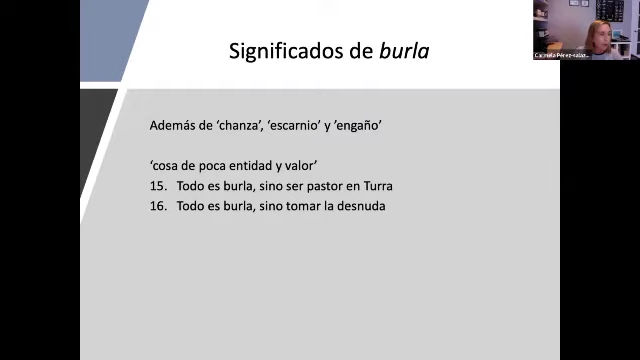 Significados de burla
Además de ‘chanza’, ‘escarnio’ y ’engaño’
‘cosa de poca entidad y valor’
15. Todo es burla, sino ser pastor en Turra
16. Todo es burla, sino tomar la desnuda